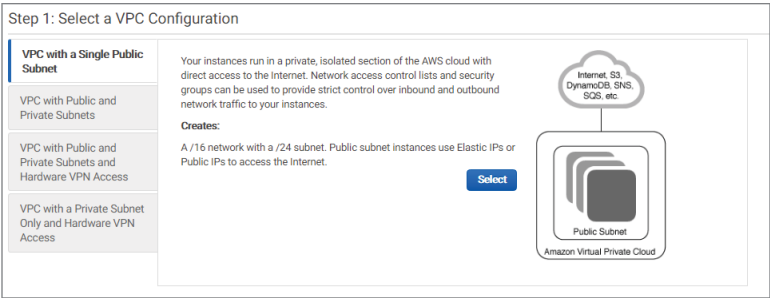 Step 1: Select a VPC Configuration
VPC with a Single Public
Subnet
VPC with Public and
Private Subnets
VPC with Public and
Private Subnets and
Hardware VPN Access
VPC with a Private Subnet
Only and Hardware VPN
Access
Your instances run in a private, isolated section of the AWS cloud with
direct access to the Internet. Network access control lists and security
groups can be used to provide strict control over inbound and outbound
network traffic to your instances.
Creates:
A /16 network with a /24 subnet. Public subnet instances use Elastic IPs or
Public IPs to access the Internet.
Select
Internet, S3,
DynamoDB, SNS,
SQS, etc.
Public Subnet
Amazon Virtual Private Cloud